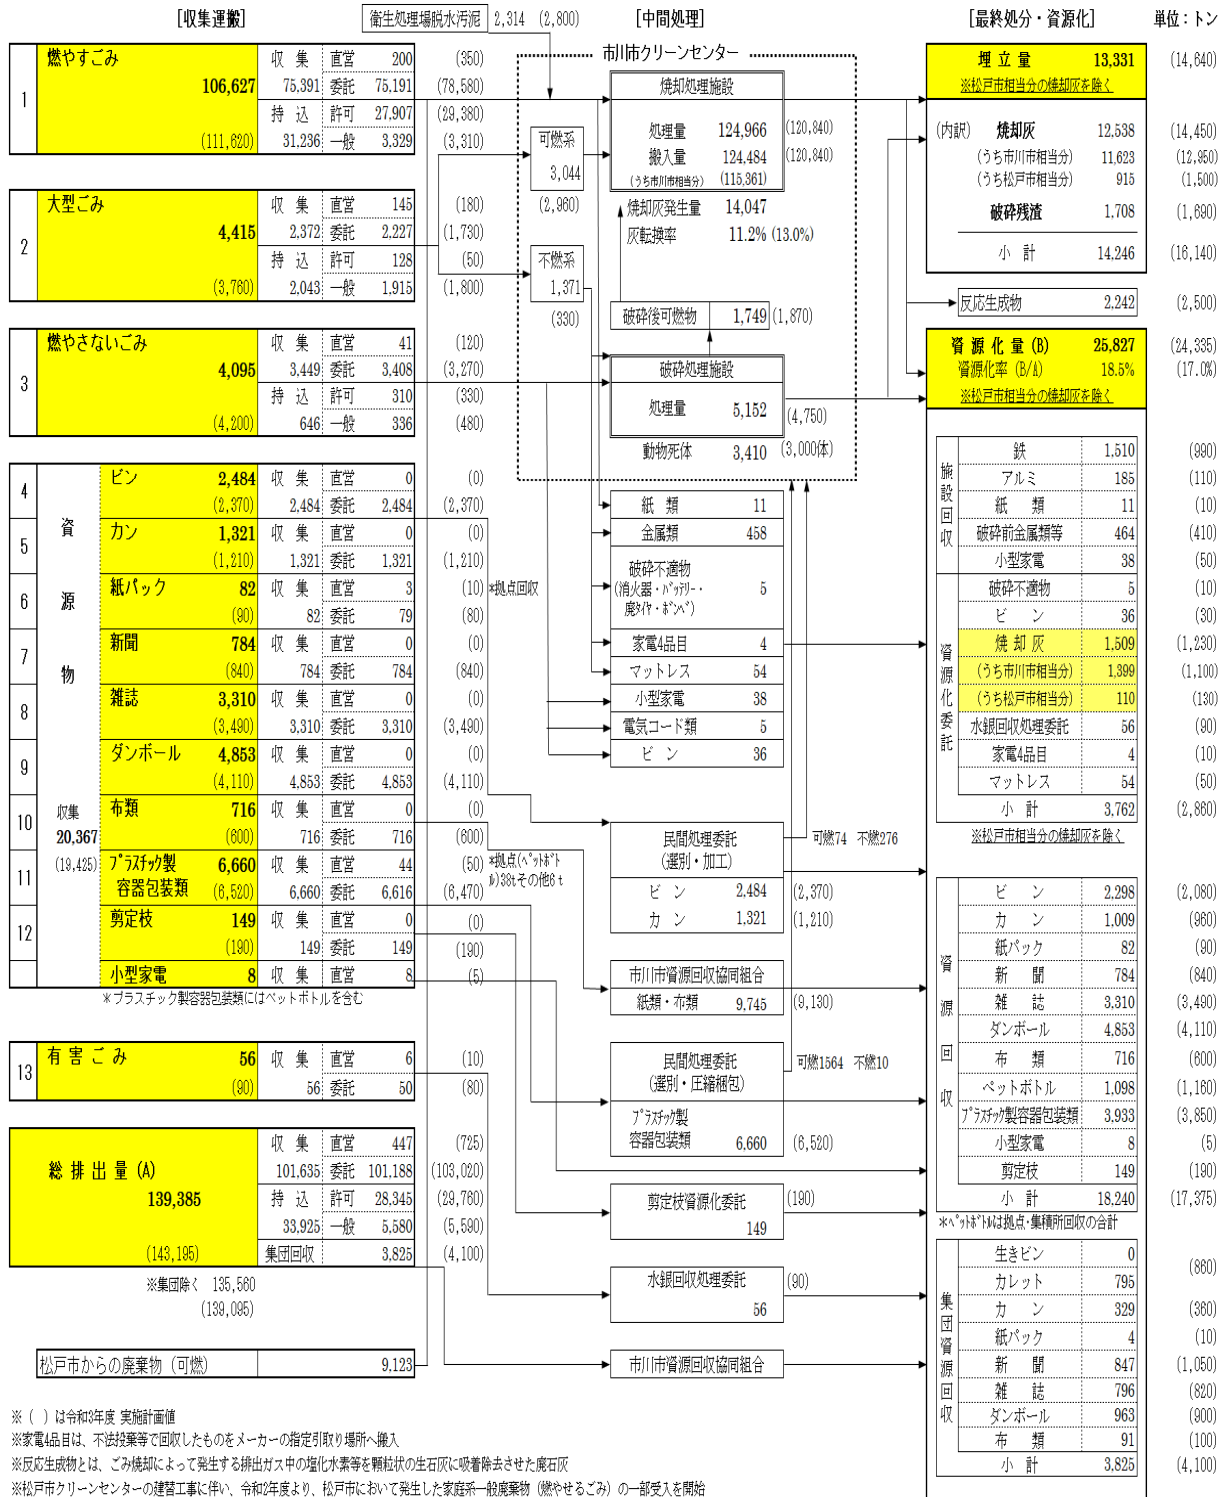 [収集運搬]
衛生処理場脱水汚泥 2,314 (2,800)
[中間処理]
[最終処分・資源化]
単位：トン
1
燃やすごみ
106,627
(111,620)
収 集 直営 200 (350)
75,391 委託 75,191 (78,580)
持 込 許可 27,907 (29,380)
31,236 一般 3,329 (3,310)
2
大型ごみ
4,415
(3,760)
収 集 直営 145 (180)
2,372 委託 2,227 (1,730)
持 込 許可 128 (50)
2,043 一般 1,915 (1,800)
3
燃やさないごみ
4,095
(4,200)
収 集 直営 41 (120)
3,449 委託 3,408 (3,270)
持 込 許可 310 (330)
646 一般 336 (480)
資源物
収集
20,367
(19,425)
4 ビン 2,484 収 集 直営 0 (0)
(2,370) 2,484 委託 2,484 (2,370)
5 カン 1,321 収 集 直営 0 (0)
(1,210) 1,321 委託 1,321 (1,210)
6 紙パック 82 収 集 直営 3 (10) *拠点回収
(90) 82 委託 79 (80)
7 新聞 784 収 集 直営 0 (0)
(840) 784 委託 784 (840)
8 雑誌 3,310 収 集 直営 0 (0)
(3,490) 3,310 委託 3,310 (3,490)
9 ダンボール 4,853 収 集 直営 0 (0)
(4,110) 4,853 委託 4,853 (4,110)
10 布類 716 収 集 直営 0 (0)
(600) 716 委託 716 (600)
11 プラスチック製 6,660 収 集 直営 44 (50) *拠点(ペットボト
容器包装類 (6,520) 6,660 委託 6,616 (6,470) ル)38tその他6t
12 剪定枝 149 収 集 直営 0 (0)
(190) 149 委託 149 (190)
小型家電 8 収 集 直営 8 (5)
*プラスチック製容器包装類にはペットボトルを含む
13 有害ごみ 56 収 集 直営 6 (10)
(90) 56 委託 50 (80)
総排出量(A)
139,385
(143,195)
収 集 直営 447 (725)
101,635 委託 101,188 (103,020)
持 込 許可 28,345 (29,760)
33,925 一般 5,580 (5,590)
集団回収 3,825 (4,100)
※集団除く 135,560
(139,095)
松戸市からの廃棄物（可燃） 9,123
市川市クリーンセンター
焼却処理施設
処理量 124,966 (120,840)
搬入量 124,484 (120,840)
(うち市川市相当分) (115,361)
焼却灰発生量 14,047
灰転換率 11.2% (13.0%)
可燃系
3,044
(2,960)
不燃系
1,371
(330)
破砕後可燃物 1,749 (1,870)
破砕処理施設
処理量 5,152 (4,750)
動物死体 3,410 (3,000体)
紙 類 11
金属類 458
破砕不適物
(消火器・バッテリー・ 5
廃タイヤ・ボンベ)
家電4品目 4
マットレス 54
小型家電 38
電気コード類 5
ビ ン 36
民間処理委託
(選別・加工)
可燃74 不燃276
ビ ン 2,484 (2,370)
カ ン 1,321 (1,210)
市川市資源回収協同組合
紙類・布類 9,745 (9,130)
民間処理委託
(選別・圧縮梱包)
可燃1564 不燃10
プラスチック製
容器包装類 6,660 (6,520)
剪定枝資源化委託 (190)
149
水銀回収処理委託 (90)
56
市川市資源回収協同組合
埋 立 量 13,331 (14,640)
※松戸市相当分の焼却灰を除く
(内訳) 焼却灰 12,538 (14,450)
(うち市川市相当分) 11,623 (12,950)
(うち松戸市相当分) 915 (1,500)
破砕残渣 1,708 (1,690)
小 計 14,246 (16,140)
反応生成物 2,242 (2,500)
資 源 化 量 (B) 25,827 (24,335)
資源化率 (B/A) 18.5% (17.0%)
※松戸市相当分の焼却灰を除く
施設回収
鉄 1,510 (990)
アルミ 185 (110)
紙 類 11 (10)
破砕前金属類等 464 (410)
小型家電 38 (50)
資源化委託
破砕不適物 5 (10)
ビ ン 36 (30)
焼 却 灰 1,509 (1,230)
(うち市川市相当分) 1,399 (1,100)
(うち松戸市相当分) 110 (130)
水銀回収処理委託 56 (90)
家電4品目 4 (10)
マットレス 54 (50)
小 計 3,762 (2,860)
※松戸市相当分の焼却灰を除く
資源回収
ビ ン 2,298 (2,080)
カ ン 1,009 (960)
紙パック 82 (90)
新 聞 784 (840)
雑 誌 3,310 (3,490)
ダンボール 4,853 (4,110)
布 類 716 (600)
ペットボトル 1,098 (1,160)
プラスチック製容器包装類 3,933 (3,850)
小型家電 8 (5)
剪定枝 149 (190)
小 計 18,240 (17,375)
*ペットボトルは拠点・集積所回収の合計
集団資源回収
生きビン 0
(860)
カレット 795
カ ン 329 (360)
紙パック 4 (10)
新 聞 847 (1,050)
雑 誌 796 (820)
ダンボール 963 (900)
布 類 91 (100)
小 計 3,825 (4,100)
※（ ）は令和3年度 実施計画値
※家電4品目は、不法投棄等で回収したものをメーカーの指定引取り場所へ搬入
※反応生成物とは、ごみ焼却によって発生する排出ガス中の塩化水素等を顆粒状の生石灰に吸着除去させた廃石灰
※松戸市クリーンセンターの建替工事に伴い、令和2年度より、松戸市において発生した家庭系一般廃棄物（燃やせるごみ）の一部受入を開始